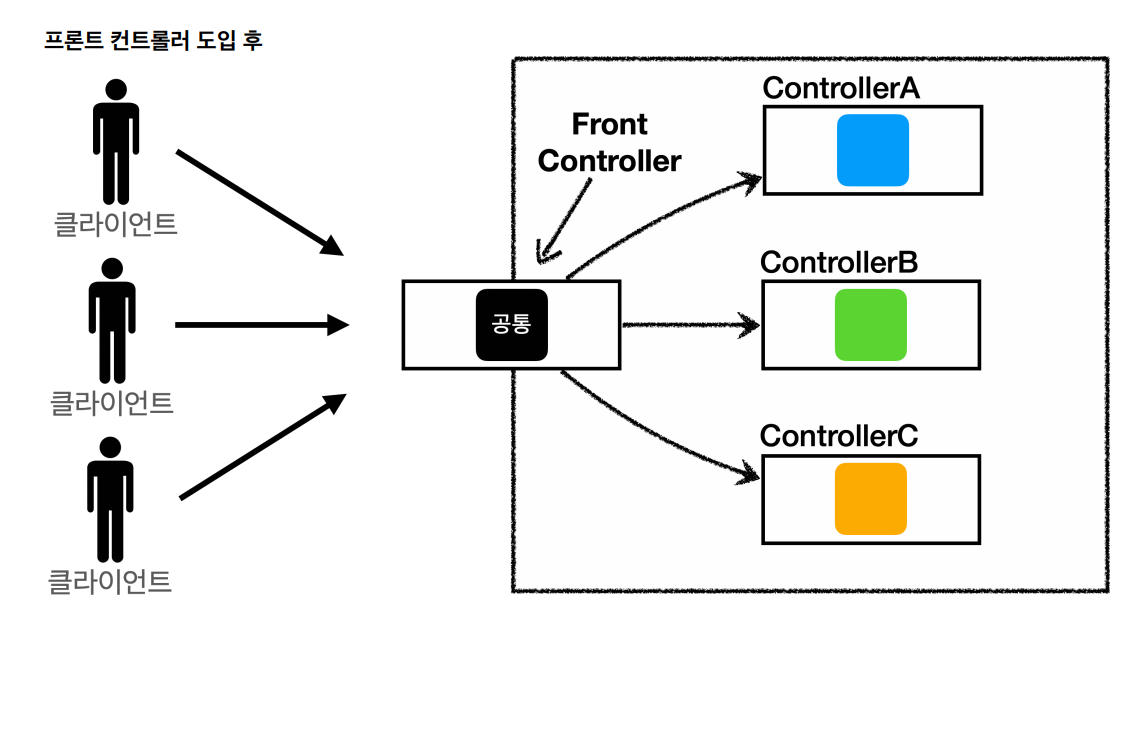 프론트 컨트롤러 도입 후
클라이언트
클라이언트
클라이언트
Front
Controller
공통
ControllerA
ControllerB
ControllerC